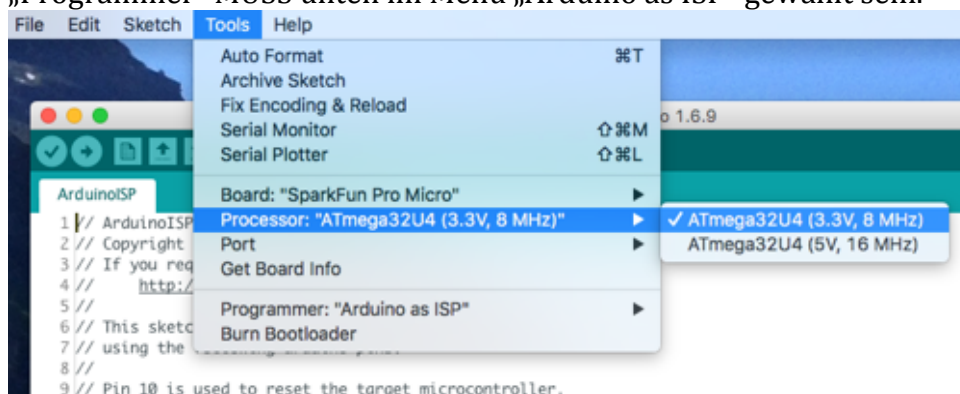 „Programmer“ MUSS unten im Menü „Arduino as ISP“ gewählt sein.
File Edit Sketch Tools Help
Auto Format ⌘T
Archive Sketch
Fix Encoding & Reload
Serial Monitor ⇧⌘M
Serial Plotter ⇧⌘L
Board: "SparkFun Pro Micro"
Processor: "ATmega32U4 (3.3V, 8 MHz)"
Port
Get Board Info
Programmer: "Arduino as ISP"
Burn Bootloader
✓ ATmega32U4 (3.3V, 8 MHz)
ATmega32U4 (5V, 16 MHz)
o 1.6.9
ArduinoISP
1 // ArduinoISP
2 // Copyright
3 // If you req
4 // http:/
5 //
6 // This sketc
7 // using the
8 //
9 // Pin 10 is used to reset the target microcontroller.